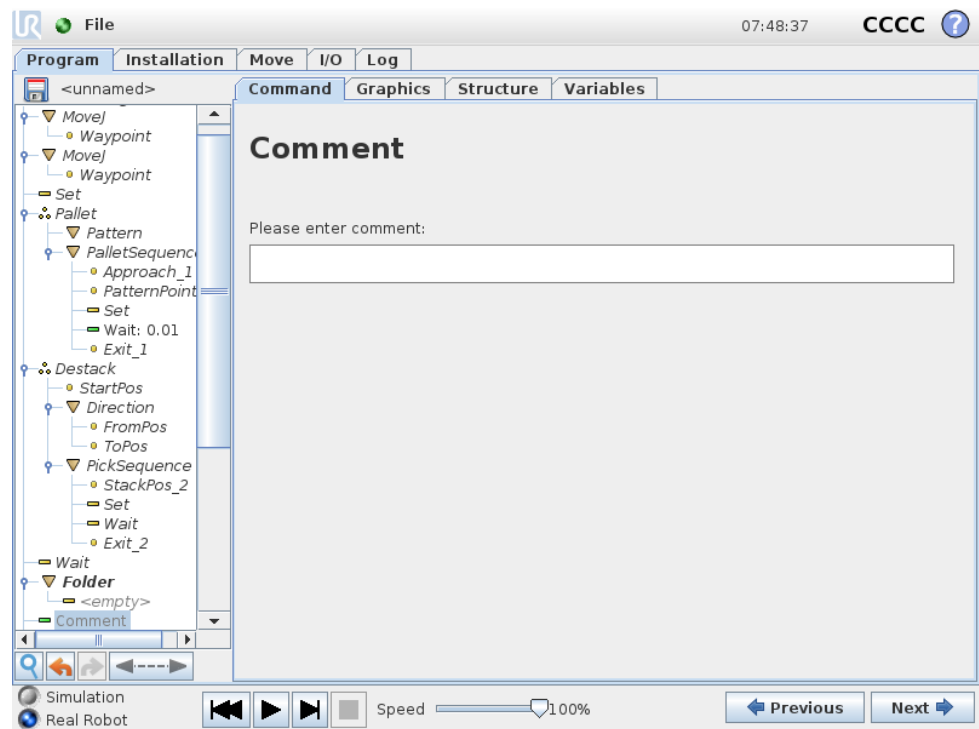 File
07:48:37
CCCC
?
Program Installation Move I/O Log
<unnamed>
Command Graphics Structure Variables
MoveJ
Waypoint
MoveJ
Waypoint
Set
Pallet
Pattern
PalletSequenc
Approach_1
PatternPoint
Set
Wait: 0.01
Exit_1
Destack
StartPos
Direction
FromPos
ToPos
PickSequence
StackPos_2
Set
Wait
Exit_2
Wait
Folder
<empty>
Comment
Comment
Please enter comment:
Simulation
Real Robot
Speed 100%
Previous
Next